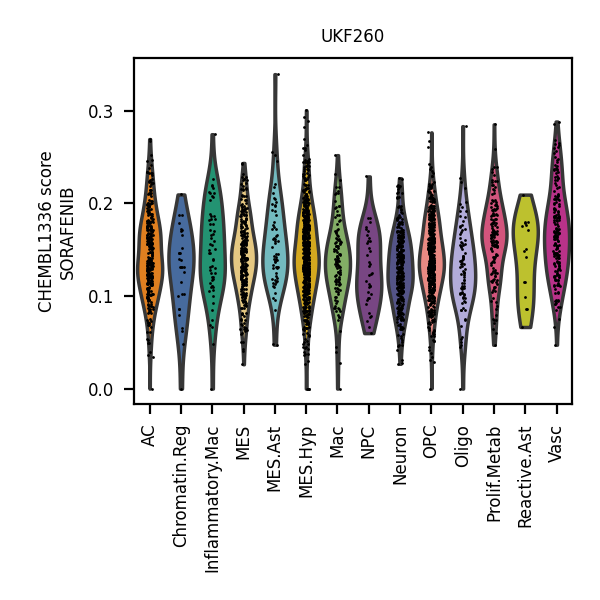 UKF260
CHEMBL1336 score
SORAFENIB
0.3
0.2
0.1
0.0
AC
Chromatin.Reg
Inflammatory.Mac
MES
MES.Ast
MES.Hyp
Mac
NPC
Neuron
OPC
Oligo
Prolif.Metab
Reactive.Ast
Vasc